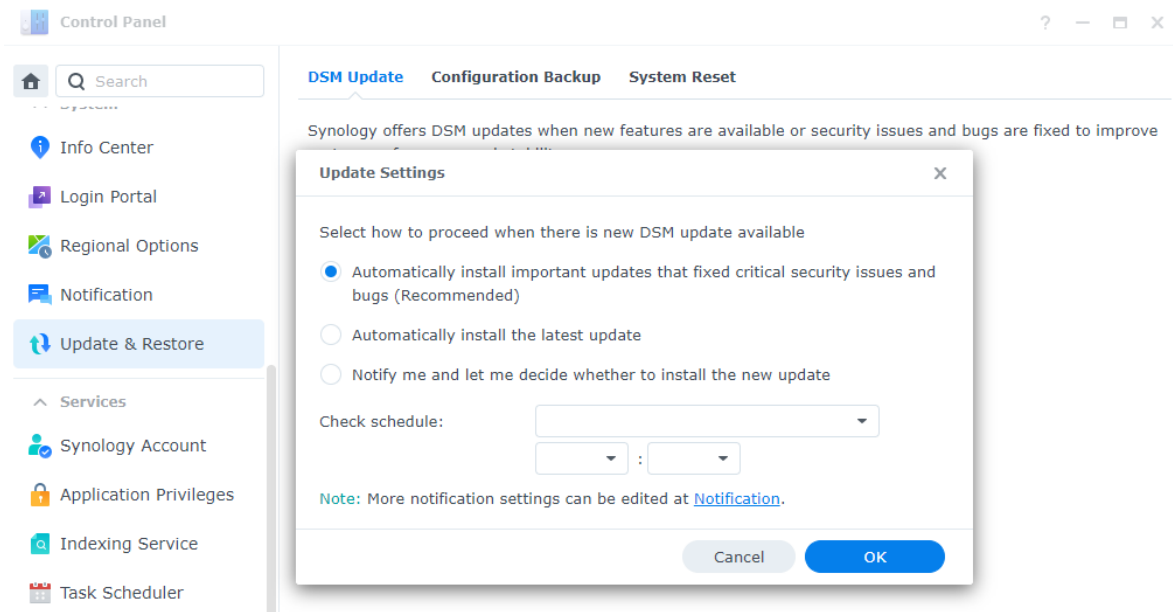 Control Panel
?
Search
DSM Update Configuration Backup System Reset
System
Info Center
Login Portal
Regional Options
Notification
Update & Restore
Services
Synology Account
Application Privileges
Indexing Service
Task Scheduler
Synology offers DSM updates when new features are available or security issues and bugs are fixed to improve
Update Settings
Select how to proceed when there is new DSM update available
Automatically install important updates that fixed critical security issues and
bugs (Recommended)
Automatically install the latest update
Notify me and let me decide whether to install the new update
Check schedule:
:
Note: More notification settings can be edited at Notification.
Cancel OK